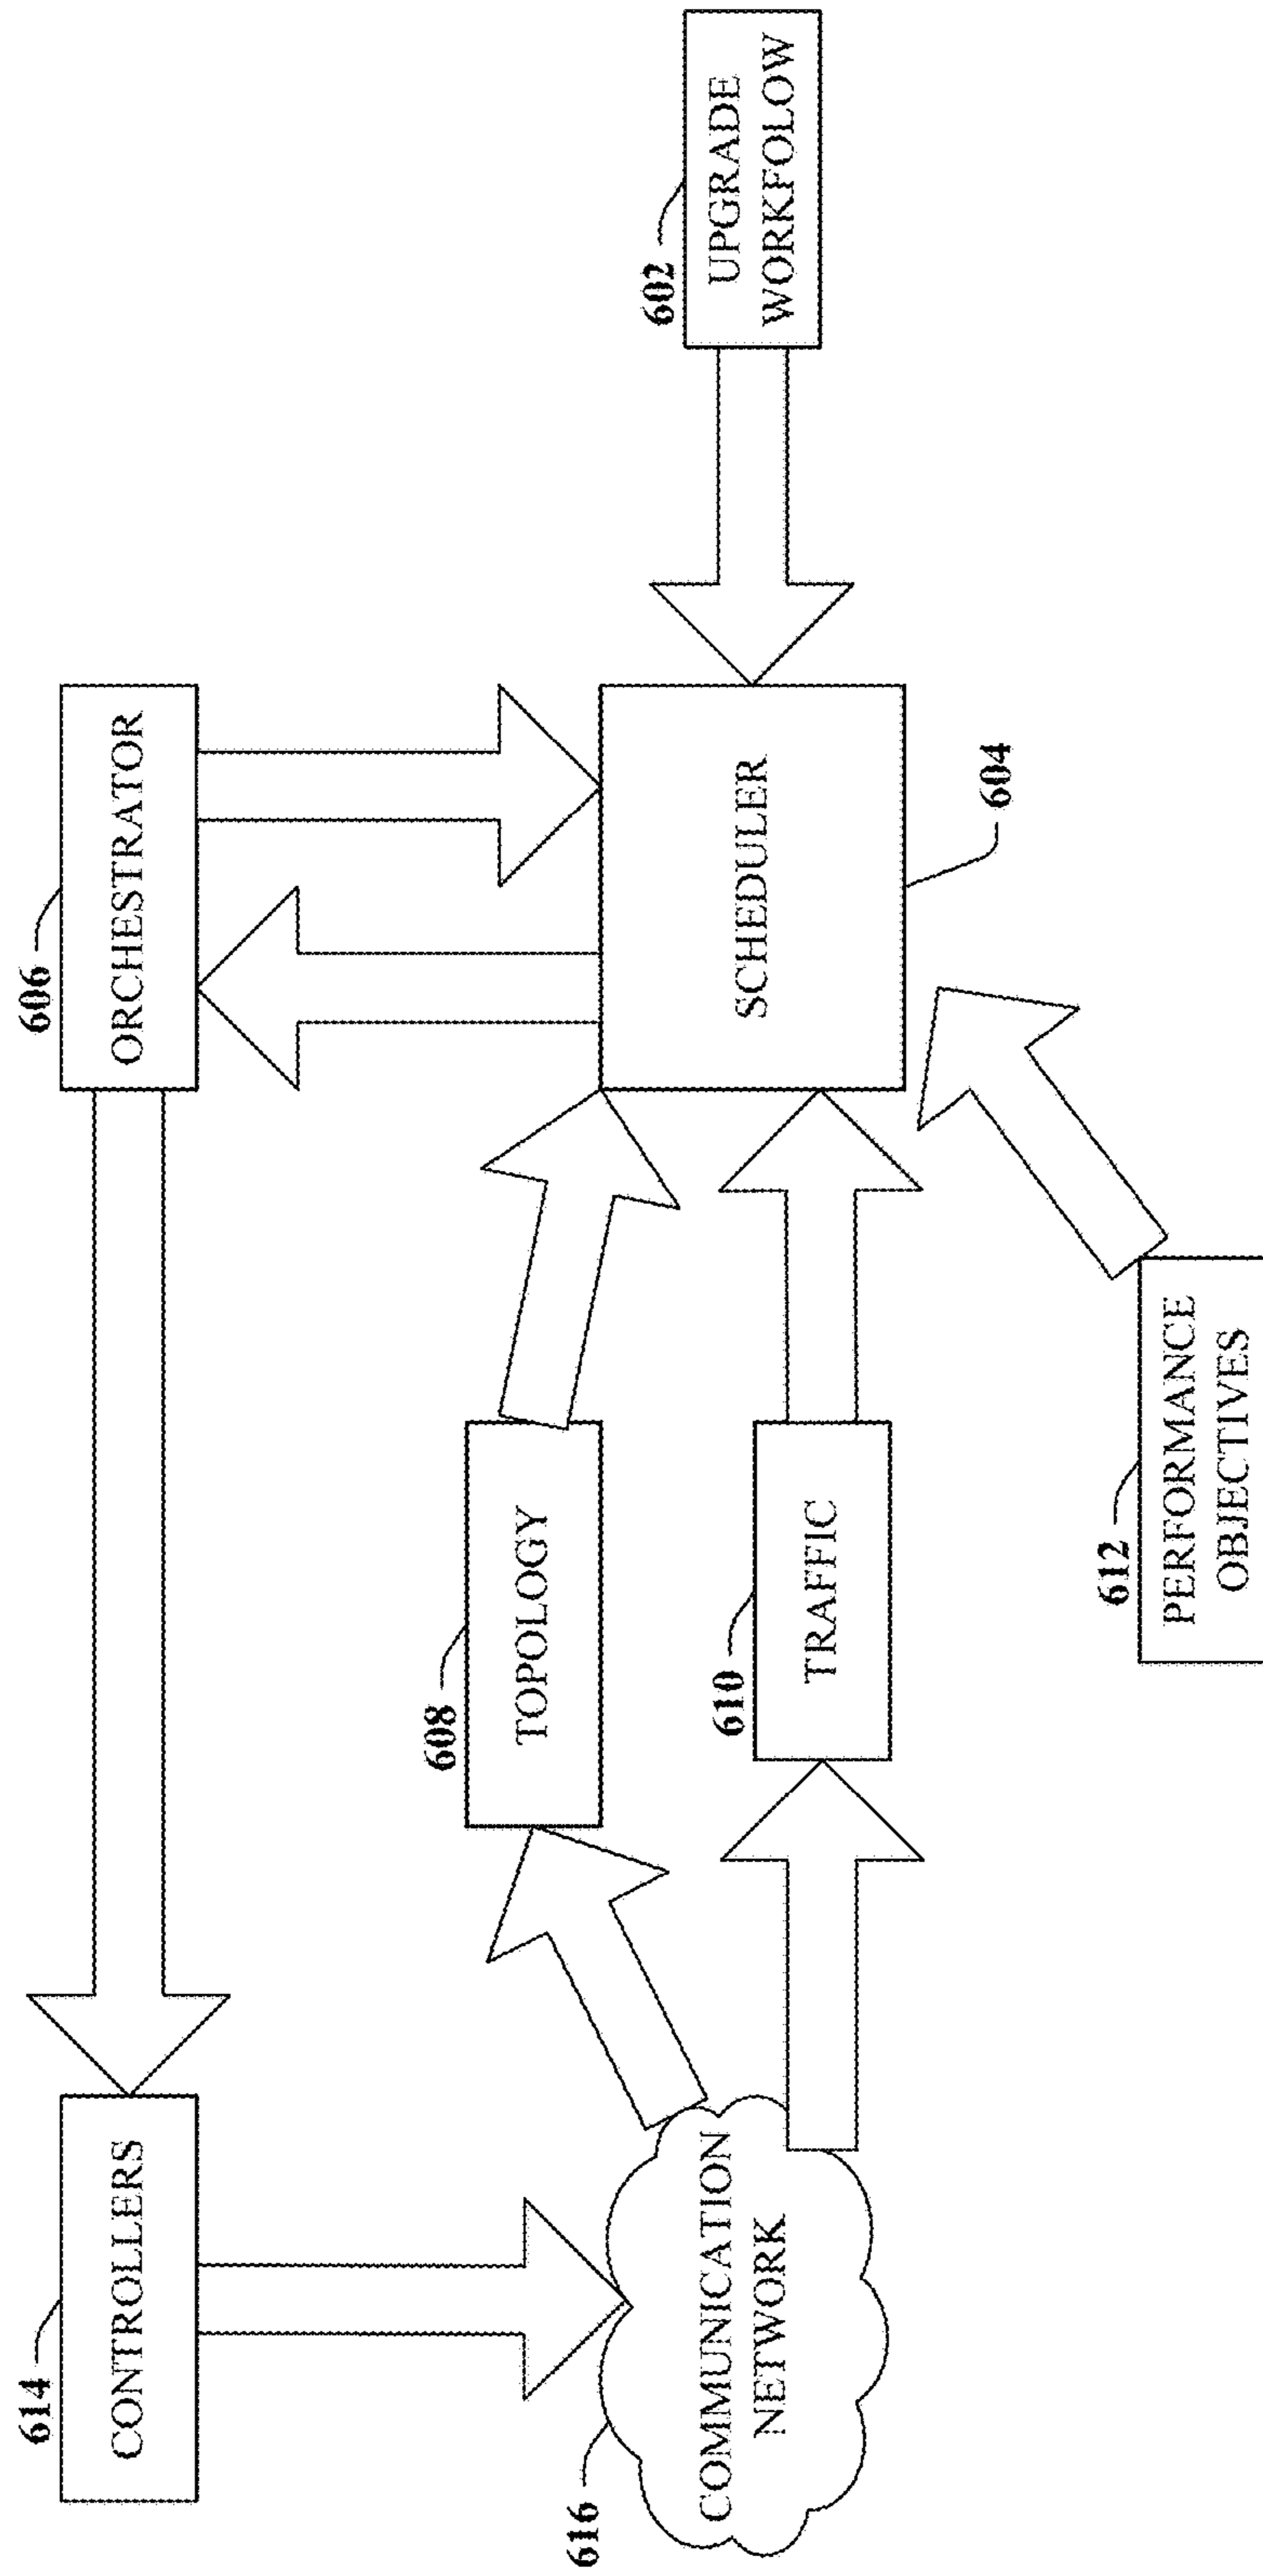 614
CONTROLLERS
606
ORCHESTRATOR
608
TOPOLOGY
616
COMMUNICATION
NETWORK
610
TRAFFIC
SCHEDULER
604
602
UPGRADE
WORKFOLOW
612
PERFORMANCE
OBJECTIVES